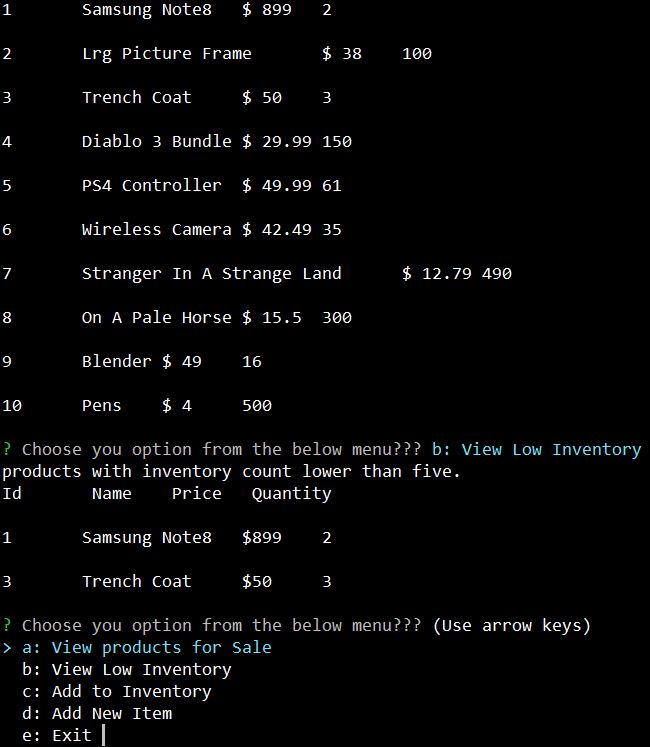 1 Samsung Note8 $ 899 2
2 Lrg Picture Frame $ 38 100
3 Trench Coat $ 50 3
4 Diablo 3 Bundle $ 29.99 150
5 PS4 Controller $ 49.99 61
6 Wireless Camera $ 42.49 35
7 Stranger In A Strange Land $ 12.79 490
8 On A Pale Horse $ 15.5 300
9 Blender $ 49 16
10 Pens $ 4 500
? Choose you option from the below menu??? b: View Low Inventory
products with inventory count lower than five.
Id Name Price Quantity
1 Samsung Note8 $899 2
3 Trench Coat $50 3
? Choose you option from the below menu??? (Use arrow keys)
> a: View products for Sale
b: View Low Inventory
c: Add to Inventory
d: Add New Item
e: Exit